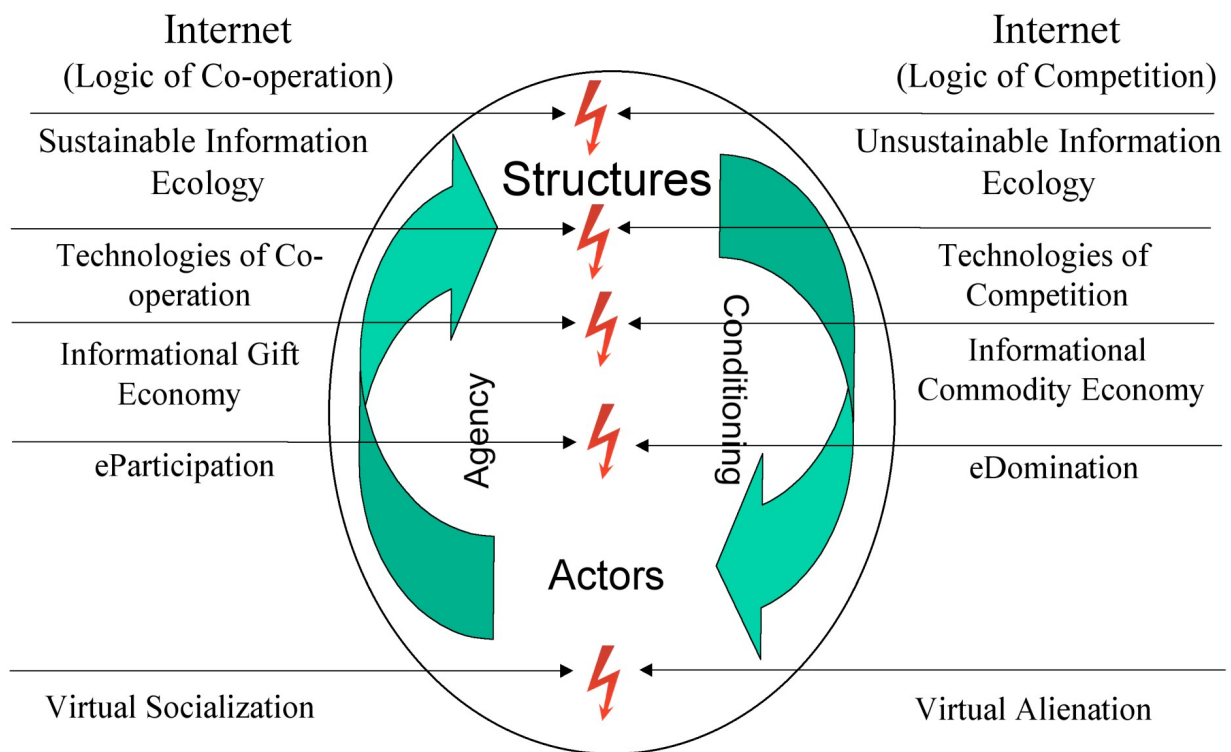 Internet
(Logic of Co-operation)
Internet
(Logic of Competition)
Sustainable Information
Ecology
Structures
Unsustainable Information
Ecology
Technologies of Co-
operation
Technologies of
Competition
Informational Gift
Economy
Agency
Conditioning
Informational
Commodity Economy
eParticipation
eDomination
Actors
Virtual Socialization
Virtual Alienation